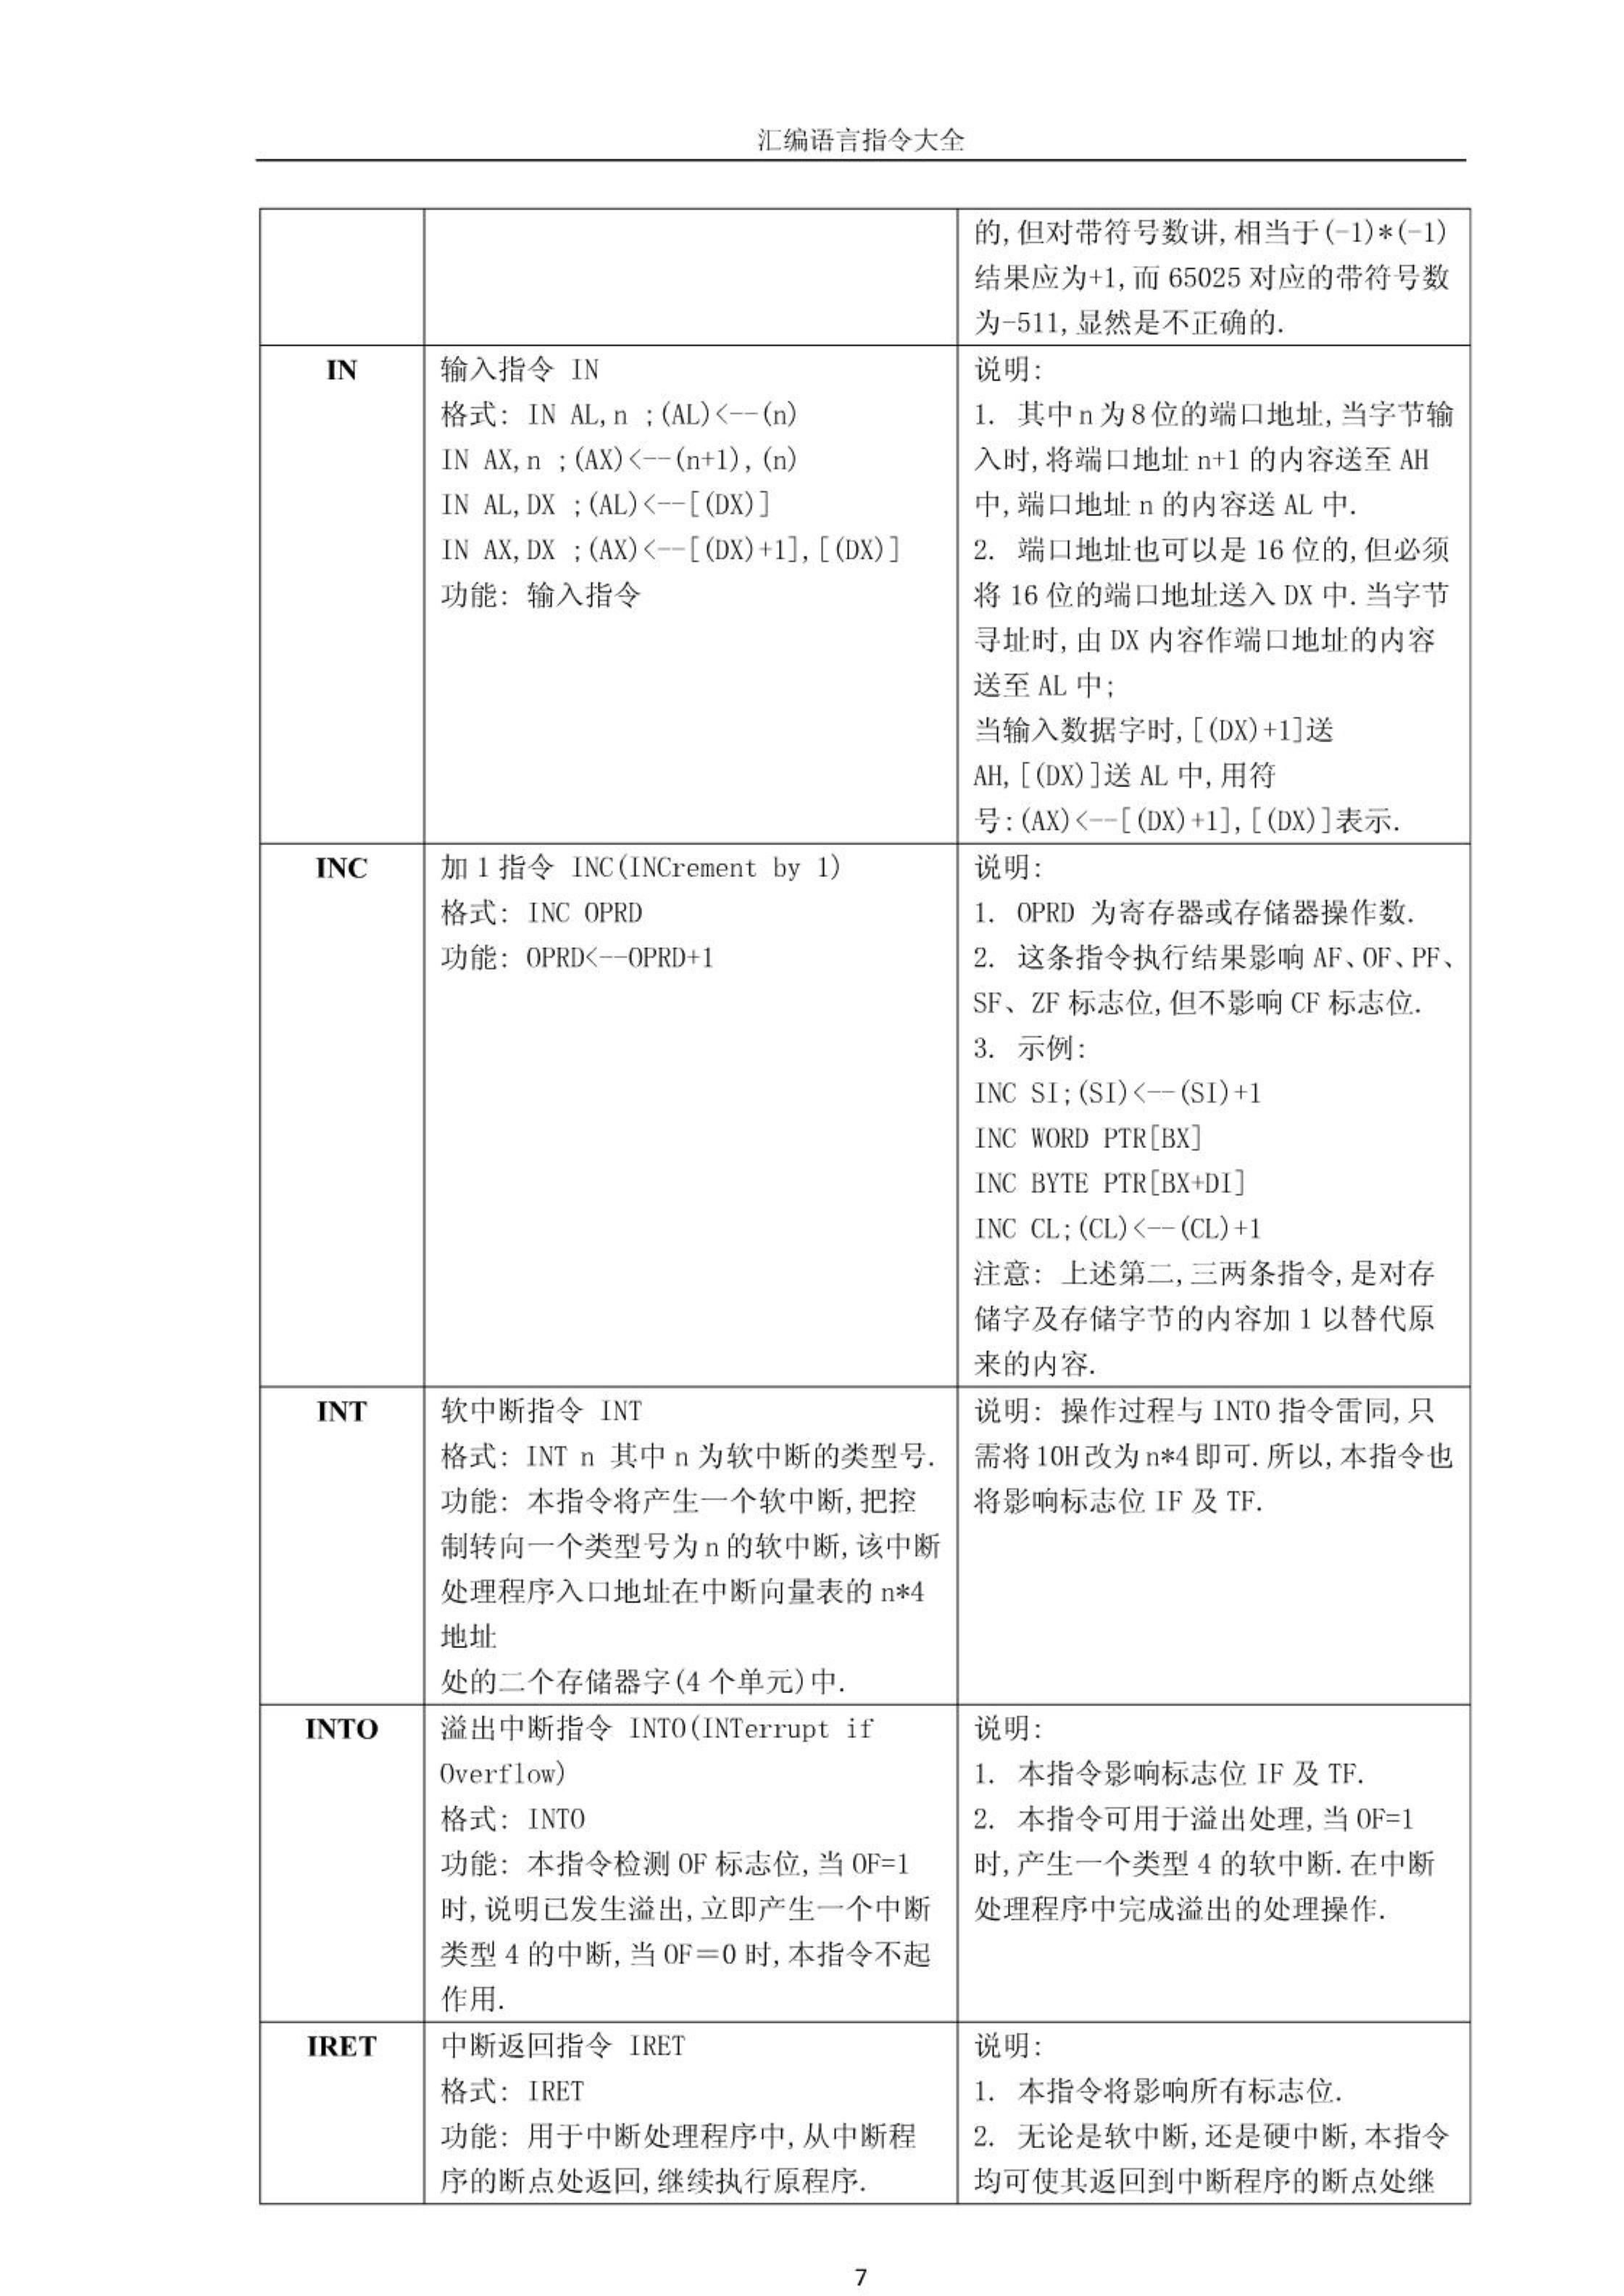 汇编语言指令大全
的,但对带符号数讲,相当于(-1)*(-1)
结果应为+1,而 65025 对应的带符号数
为-511,显然是不正确的.
IN
输入指令 IN
格式: IN AL,n ;(AL)<--(n)
IN AX,n ;(AX)<--(n+1),(n)
IN AL,DX ;(AL)<--[(DX)]
IN AX,DX ;(AX)<--[(DX)+1],[(DX)]
功能: 输入指令
说明:
1. 其中 n 为 8 位的端口地址,当字节输
入时,将端口地址 n+1 的内容送至 AH
中,端口地址 n 的内容送 AL 中.
2. 端口地址也可以是 16 位的,但必须
将 16 位的端口地址送入 DX 中.当字节
寻址时,由 DX 内容作端口地址的内容
送至 AL 中;
当输入数据字时,[(DX)+1]送
AH,[(DX)]送 AL 中,用符
号:(AX)<--[(DX)+1],[(DX)]表示.
INC
加 1 指令 INC(INCrement by 1)
格式: INC OPRD
功能: OPRD<--OPRD+1
说明:
1. OPRD 为寄存器或存储器操作数.
2. 这条指令执行结果影响 AF、OF、PF、
SF、ZF 标志位,但不影响 CF 标志位.
3. 示例:
INC SI;(SI)<--(SI)+1
INC WORD PTR[BX]
INC BYTE PTR[BX+DI]
INC CL;(CL)<--(CL)+1
注意: 上述第二,三两条指令,是对存
储字及存储字节的内容加 1 以替代原
来的内容.
INT
软中断指令 INT
格式: INT n 其中 n 为软中断的类型号.
功能: 本指令将产生一个软中断,把控
制转向一个类型号为 n 的软中断,该中断
处理程序入口地址在中断向量表的 n*4
地址
处的二个存储器字(4 个单元)中.
说明: 操作过程与 INTO 指令雷同,只
需将 10H 改为 n*4 即可.所以,本指令也
将影响标志位 IF 及 TF.
INTO
溢出中断指令 INTO(INTerrupt if
Overflow)
格式: INTO
功能: 本指令检测 OF 标志位,当 OF=1
时,说明已发生溢出,立即产生一个中断
类型 4 的中断,当 OF＝0 时,本指令不起
作用.
说明:
1. 本指令影响标志位 IF 及 TF.
2. 本指令可用于溢出处理,当 OF=1
时,产生一个类型 4 的软中断.在中断
处理程序中完成溢出的处理操作.
IRET
中断返回指令 IRET
格式: IRET
功能: 用于中断处理程序中,从中断程
序的断点处返回,继续执行原程序.
说明:
1. 本指令将影响所有标志位.
2. 无论是软中断,还是硬中断,本指令
均可使其返回到中断程序的断点处继
7